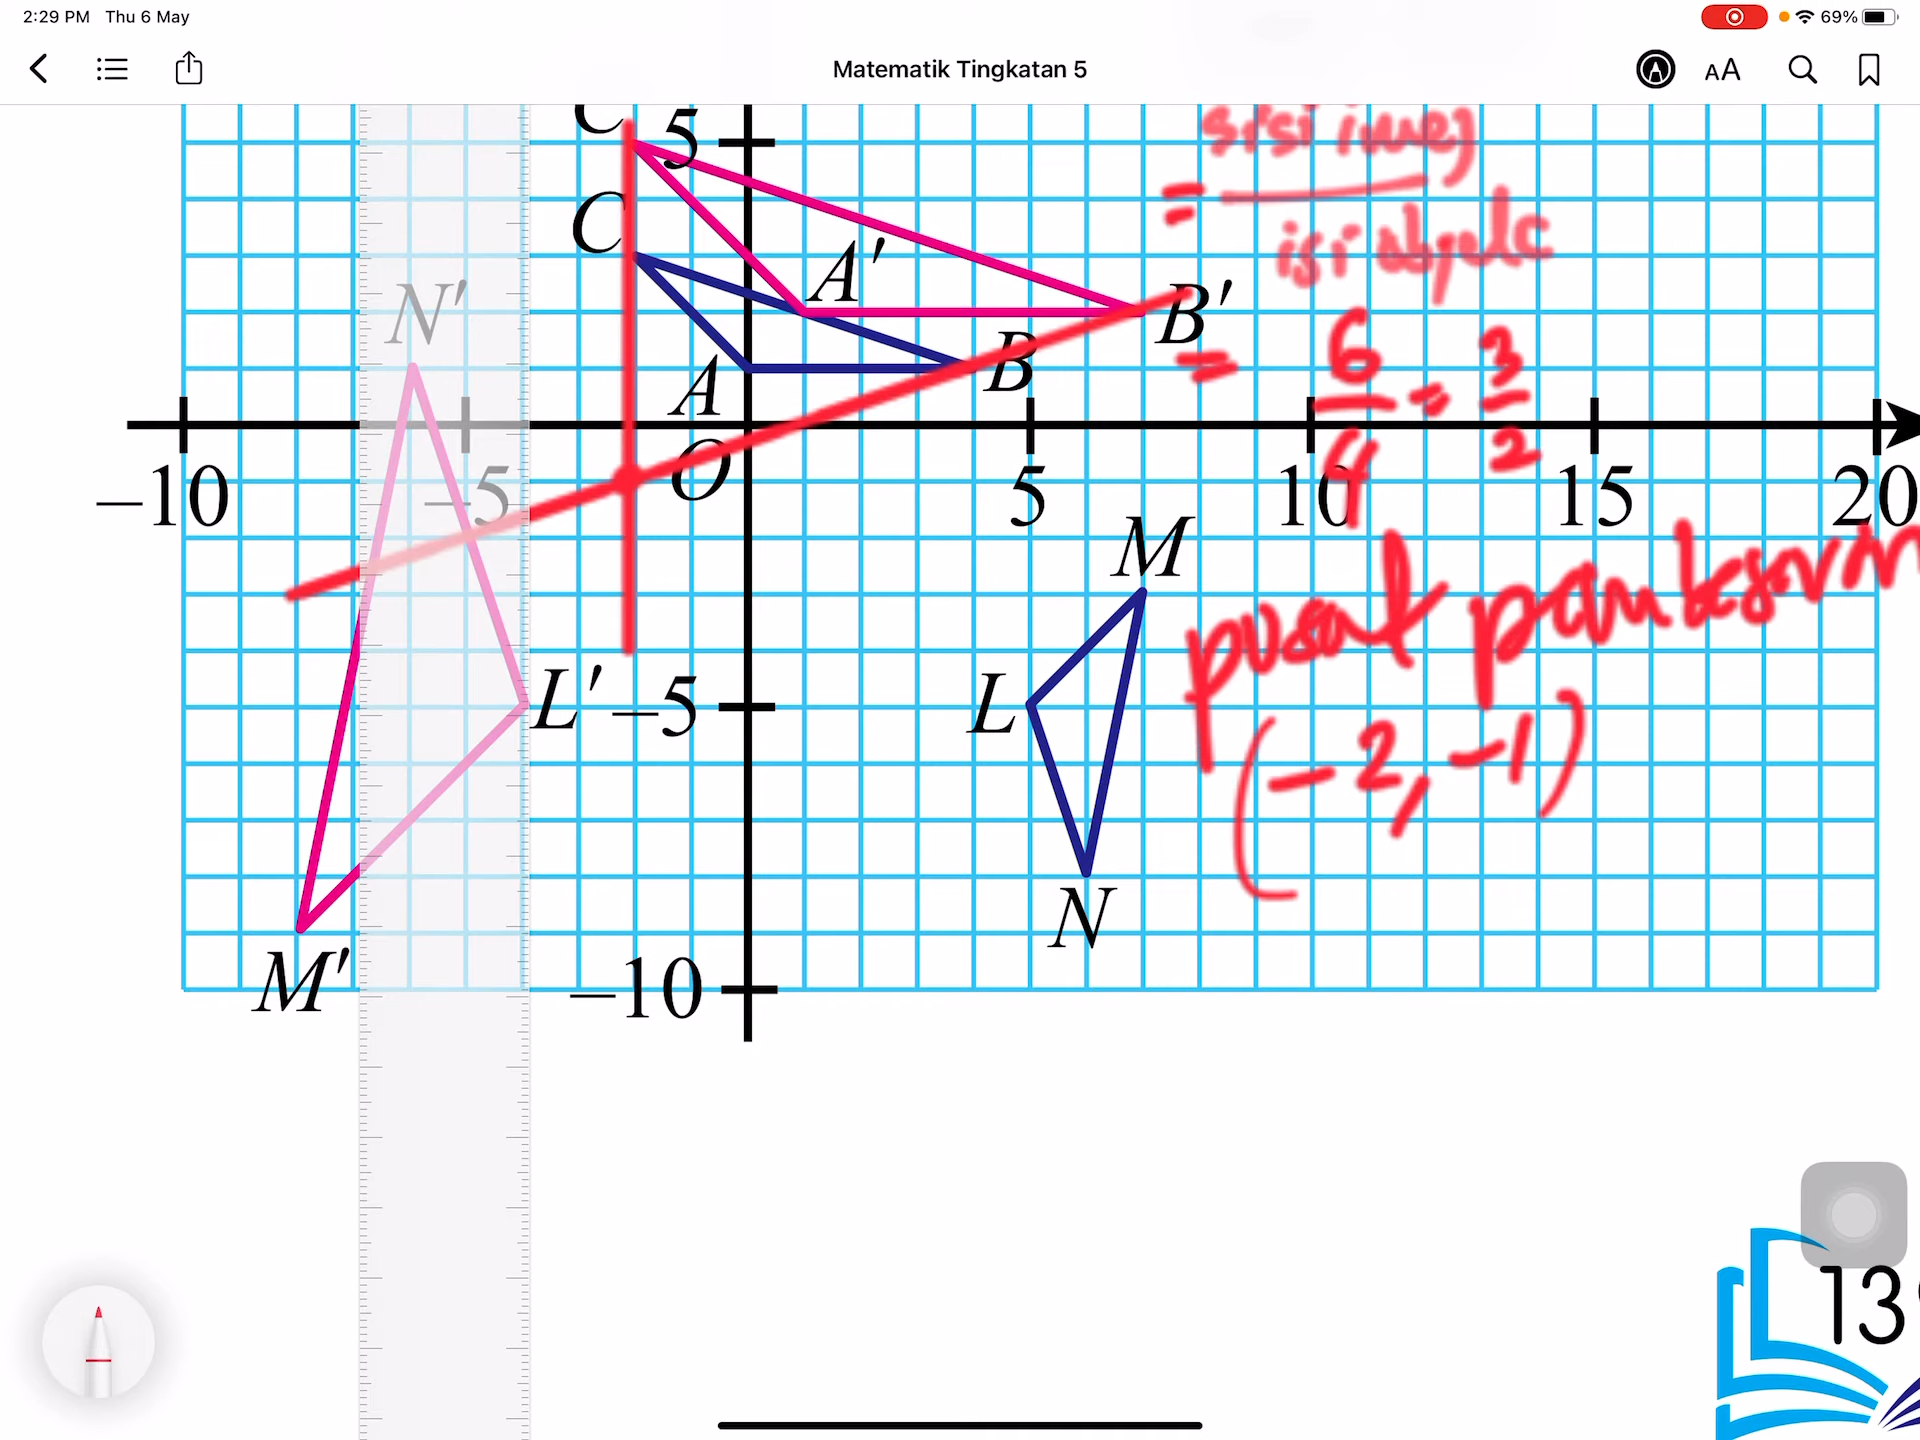 2:29 PM Thu 6 May
69%
Matematik Tingkatan 5
AA
sisi imej
=
isi objek
C 5
C
A'
N'
B'
= 6/4 = 3/2
A
B
O
-10 -5 5 10 15 20
M
pusat
L' -5
L
(-2, -1)
N
M'
-10
13